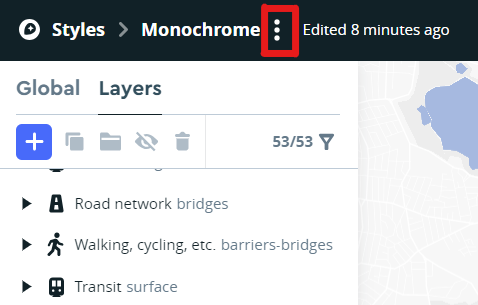 Styles > Monochrome Edited 8 minutes ago
Global Layers
53/53
Road network bridges
Walking, cycling, etc. barriers-bridges
Transit surface